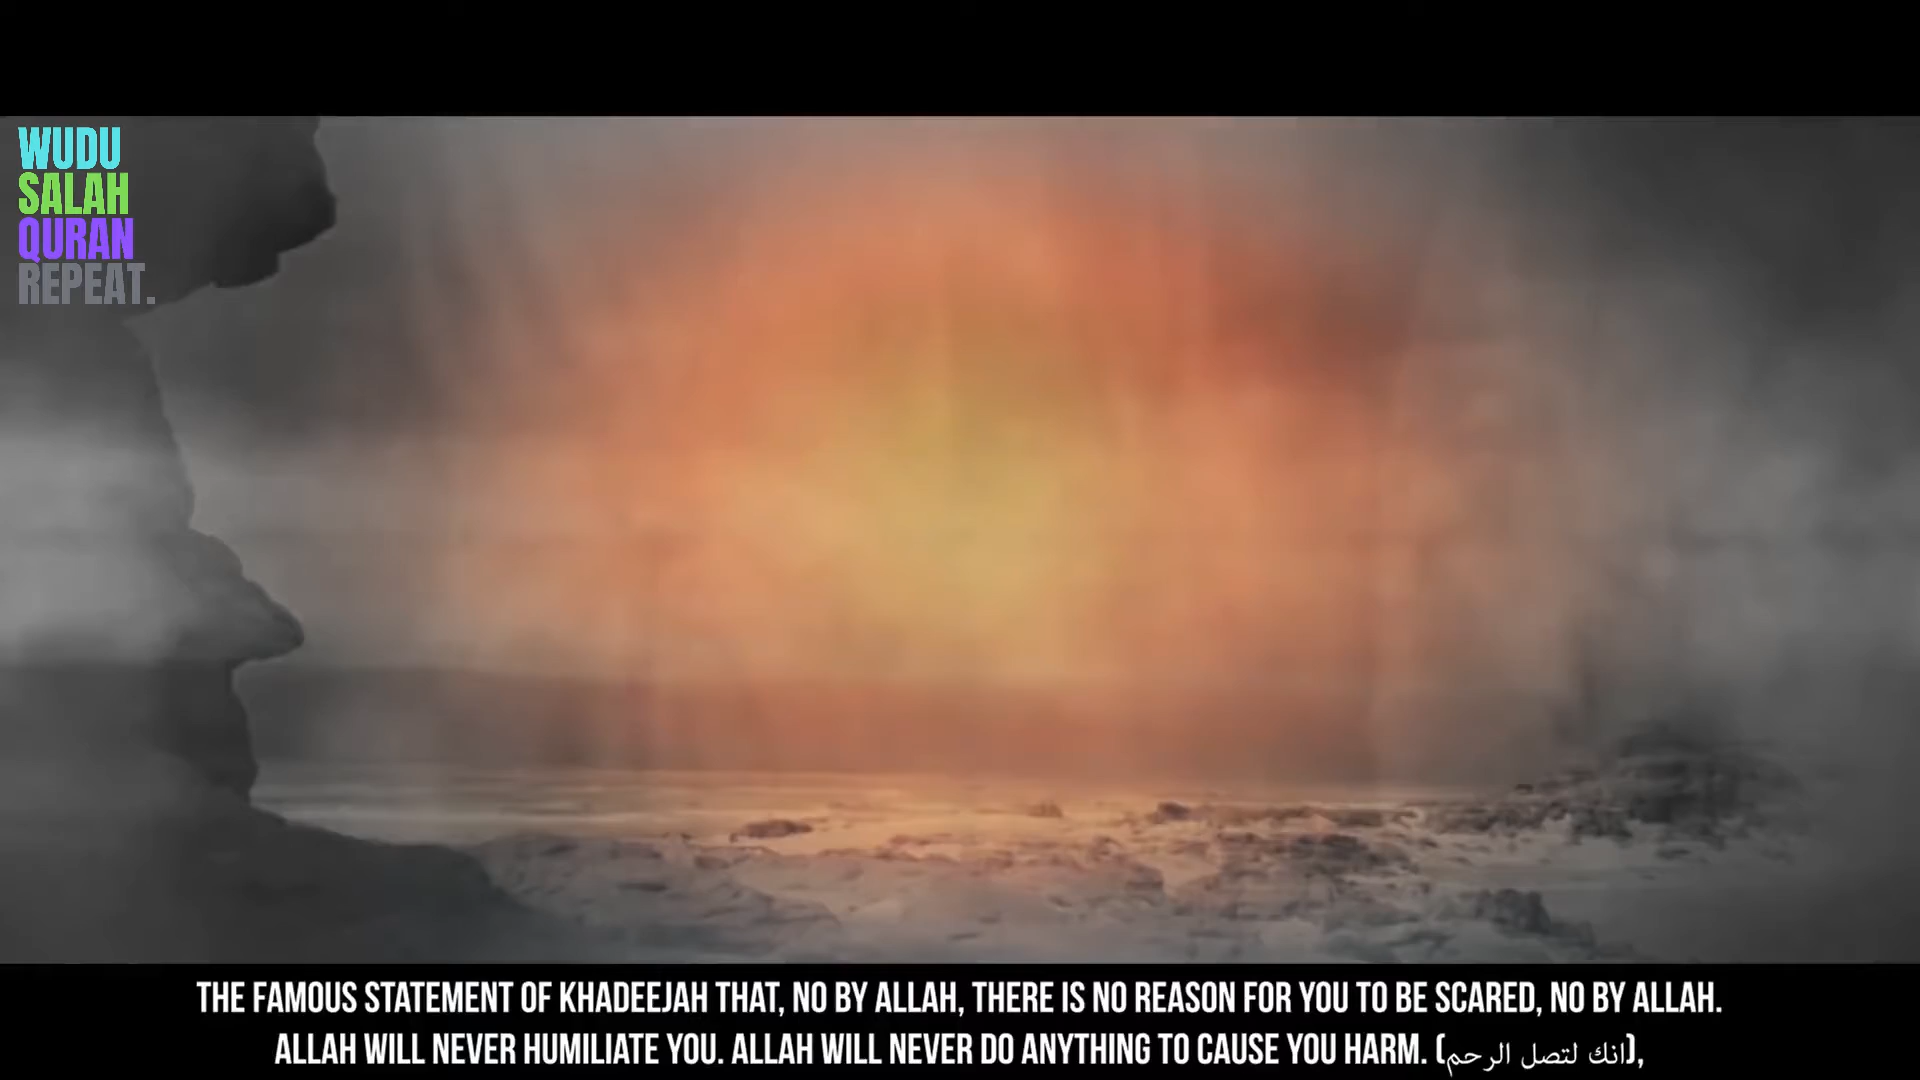 WUDU
SALAH
QURAN
REPEAT.
THE FAMOUS STATEMENT OF KHADEEJAH THAT, NO BY ALLAH, THERE IS NO REASON FOR YOU TO BE SCARED, NO BY ALLAH.
ALLAH WILL NEVER HUMILIATE YOU. ALLAH WILL NEVER DO ANYTHING TO CAUSE YOU HARM. (انك لتصل الرحم),